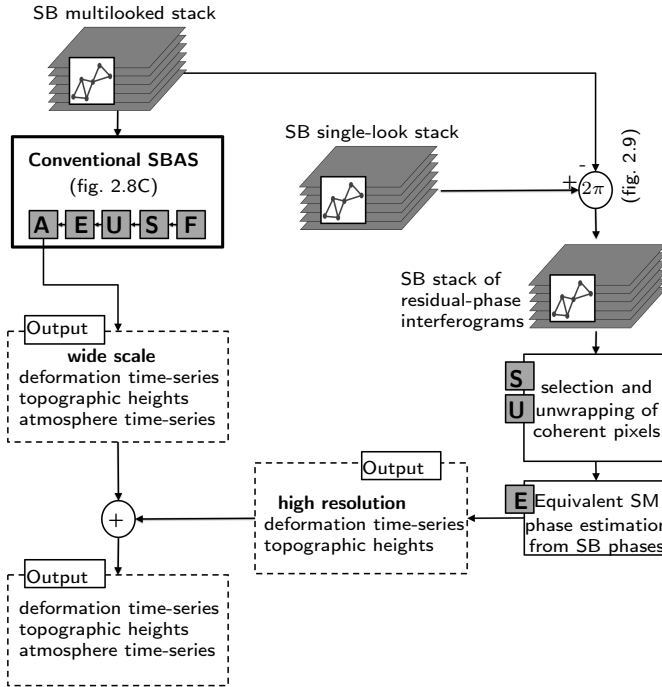 SB multilooked stack
Conventional SBAS
(fig. 2.8C)
A E U S F
SB single-look stack
-
+
2π
(fig. 2.9)
SB stack of
residual-phase
interferograms
Output
wide scale
deformation time-series
topographic heights
atmosphere time-series
S
U
selection and
unwrapping of
coherent pixels
E
Equivalent SM
phase estimation
from SB phases
Output
high resolution
deformation time-series
topographic heights
+
Output
deformation time-series
topographic heights
atmosphere time-series